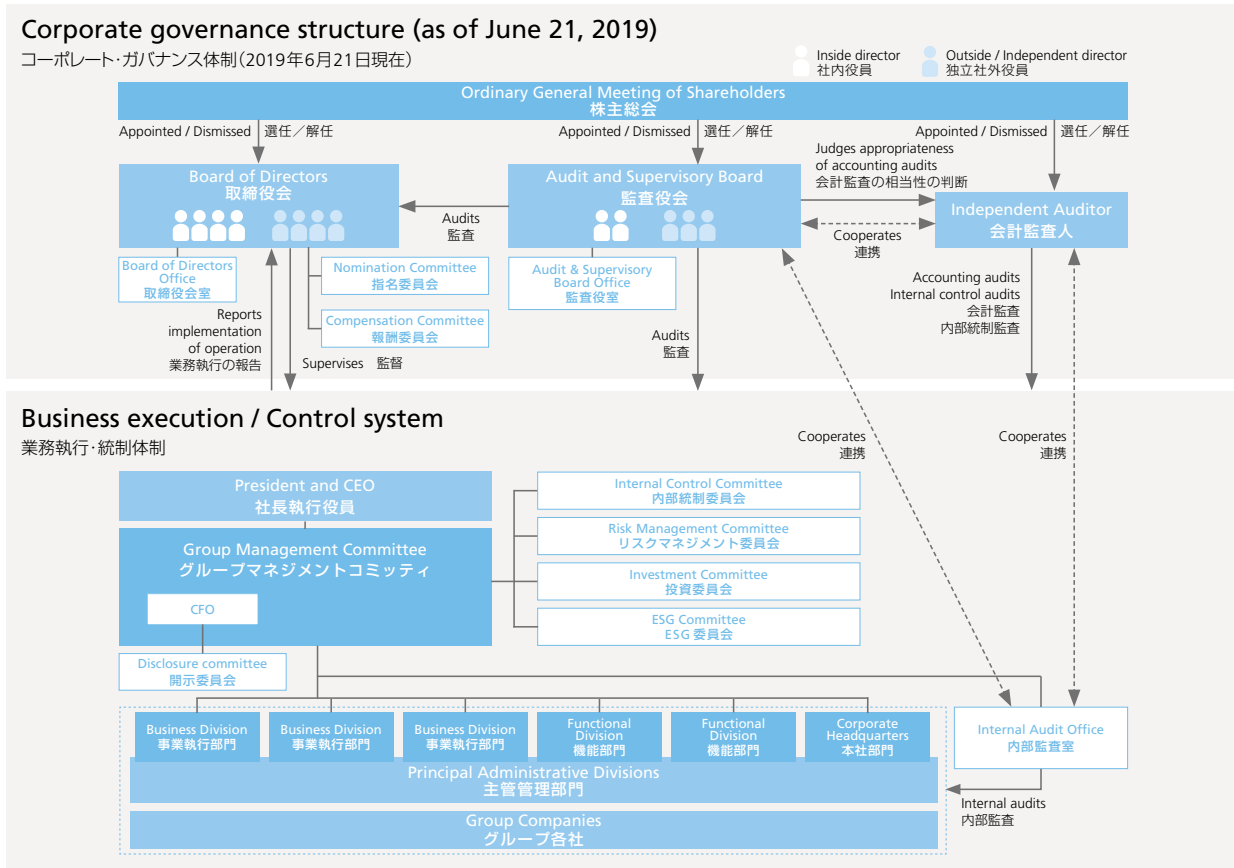 Corporate governance structure (as of June 21, 2019)
コーポレート・ガバナンス体制(2019年6月21日現在)
Inside director
社内役員
Outside / Independent director
独立社外役員
Ordinary General Meeting of Shareholders
株主総会
Appointed / Dismissed 選任/解任
Appointed / Dismissed 選任/解任
Appointed / Dismissed 選任/解任
Board of Directors
取締役会
Audit and Supervisory Board
監査役会
Judges appropriateness
of accounting audits
会計監査の相当性の判断
Independent Auditor
会計監査人
Audits
監査
Cooperates
連携
Board of Directors
Office
取締役会室
Nomination Committee
指名委員会
Compensation Committee
報酬委員会
Audit & Supervisory
Board Office
監査役室
Accounting audits
Internal control audits
会計監査
内部統制監査
Reports
implementation
of operation
業務執行の報告
Supervises 監督
Audits
監査
Business execution / Control system
業務執行・統制体制
Cooperates
連携
Cooperates
連携
President and CEO
社長執行役員
Group Management Committee
グループマネジメントコミッティ
CFO
Disclosure committee
開示委員会
Internal Control Committee
内部統制委員会
Risk Management Committee
リスクマネジメント委員会
Investment Committee
投資委員会
ESG Committee
ESG 委員会
Business Division
事業執行部門
Business Division
事業執行部門
Business Division
事業執行部門
Functional
Division
機能部門
Functional
Division
機能部門
Corporate
Headquarters
本社部門
Internal Audit Office
内部監査室
Principal Administrative Divisions
主管管理部門
Internal audits
内部監査
Group Companies
グループ各社